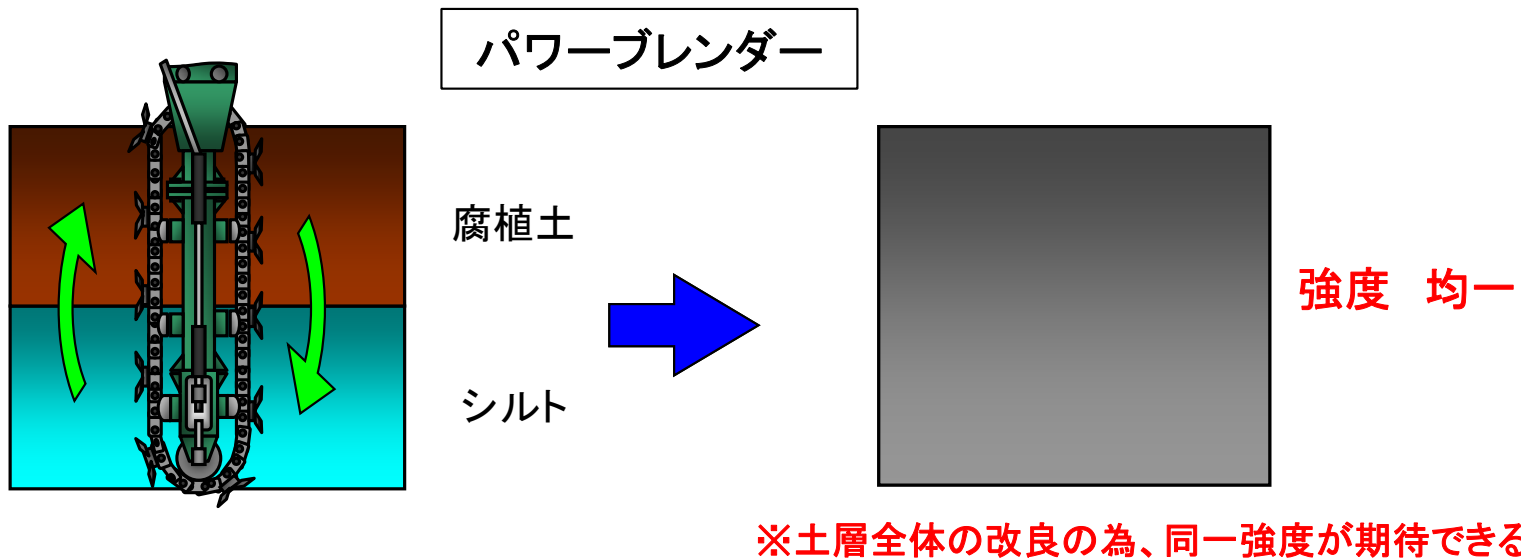 パワーブレンダー
腐植土
シルト
強度　均一
※土層全体の改良の為、同一強度が期待できる